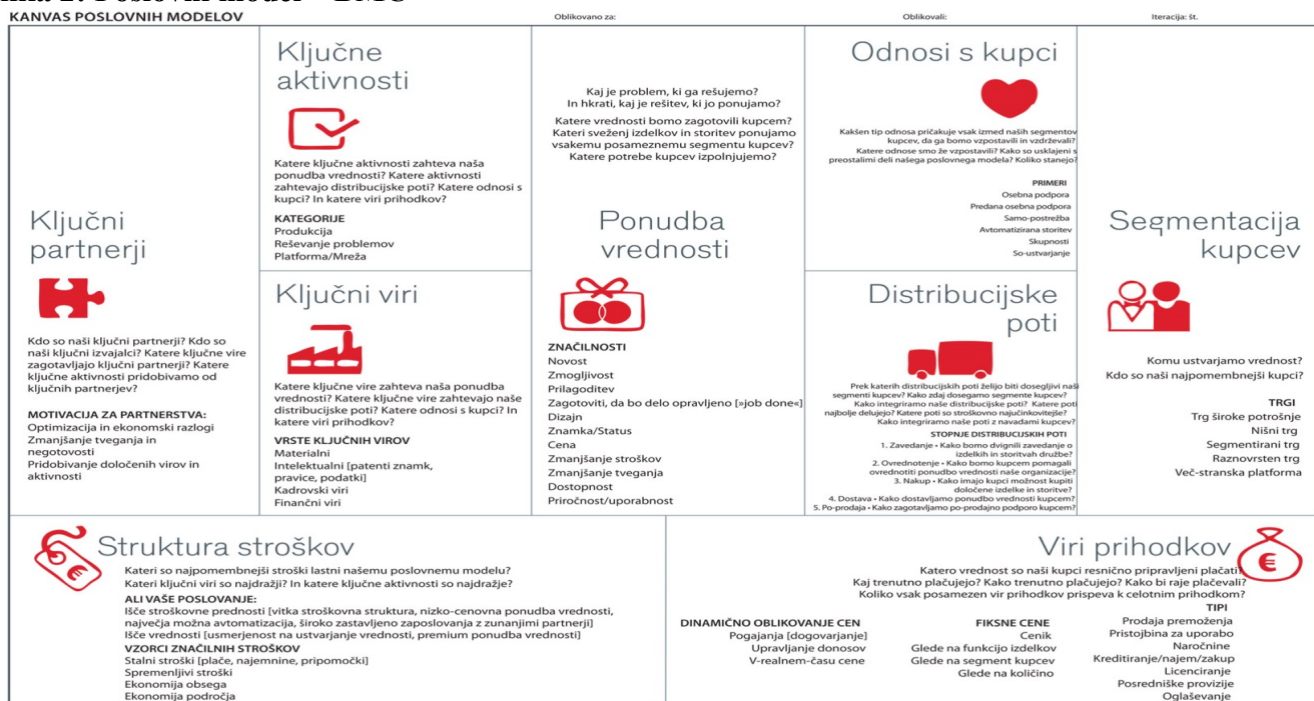 KANVAS POSLOVNIH MODELOV
Oblikovano za:
Oblikovali:
Iteracija: št.
Ključni
partnerji
Kdo so naši ključni partnerji? Kdo so
naši ključni izvajalci? Katere ključne vire
zagotavljajo ključni partnerji? Katere
ključne aktivnosti pridobivamo od
ključnih partnerjev?
MOTIVACIJA ZA PARTNERSTVA:
Optimizacija in ekonomski razlogi
Zmanjšanje tveganja in
negotovosti
Pridobivanje določenih virov in
aktivnosti
Ključne
aktivnosti
Katere ključne aktivnosti zahteva naša
ponudba vrednosti? Katere aktivnosti
zahtevajo distribucijske poti? Katere odnosi s
kupci? In katere viri prihodkov?
KATEGORIJE
Produkcija
Reševanje problemov
Platforma/Mreža
Ključni viri
Katere ključne vire zahteva naša ponudba
vrednosti? Katere ključne vire zahtevajo naše
distribucijske poti? Katere odnosi s kupci? In
katere viri prihodkov?
VRSTE KLJUČNIH VIROV
Materialni
Intelektualni [patenti znamk,
pravice, podatki]
Kadrovski viri
Finančni viri
Kaj je problem, ki ga rešujemo?
In hkrati, kaj je rešitev, ki jo ponujamo?
Katere vrednosti bomo zagotovili kupcem?
Kateri sveženj izdelkov in storitev ponujamo
vsakemu posameznemu segmentu kupcev?
Katere potrebe kupcev izpolnjujemo?
Ponudba
vrednosti
ZNAČILNOSTI
Novost
Zmogljivost
Prilagoditev
Zagotoviti, da bo delo opravljeno [»job done«]
Dizajn
Znamka/Status
Cena
Zmanjšanje stroškov
Zmanjšanje tveganja
Dostopnost
Priročnost/uporabnost
Odnosi s kupci
Kakšen tip odnosa pričakuje vsak izmed naših segmentov
kupcev, da ga bomo vzpostavili in vzdrževali?
Katere odnose smo že vzpostavili? Kako so usklajeni s
preostalimi deli našega poslovnega modela? Koliko stanejo?
PRIMERI
Osebna podpora
Predana osebna podpora
Samo-postrežba
Avtomatizirana storitev
Skupnosti
So-ustvarjanje
Distribucijske
poti
Prek katerih distribucijskih poti želijo biti dosegljivi naši
segmenti kupcev? Kako zdaj dosegamo segmente kupcev?
Kako integriramo naše distribucijske poti? Katere poti
najbolje delujejo? Katere poti so stroškovno najučinkovitejše?
Kako integriramo naše poti z navadami kupcev?
STOPNJE DISTRIBUCIJSKIH POTI
1. Zavedanje • Kako bomo dvignili zavedanje o
izdelkih in storitvah družbe?
2. Ovrednotenje • Kako bomo kupcem pomagali
ovrednotiti ponudbo vrednosti naše organizacije?
3. Nakup • Kako imajo kupci možnost kupiti
določene izdelke in storitve?
4. Dostava • Kako dostavljamo ponudbo vrednosti kupcem?
5. Po-prodaja • Kako zagotavljamo po-prodajno podporo kupcem?
Segmentacija
kupcev
Komu ustvarjamo vrednost?
Kdo so naši najpomembnejši kupci?
TRGI
Trg široke potrošnje
Nišni trg
Segmentirani trg
Raznovrsten trg
Več-stranska platforma
Struktura stroškov
Kateri so najpomembnejši stroški lastni našemu poslovnemu modelu?
Kateri ključni viri so najdražji? In katere ključne aktivnosti so najdražje?
ALI VAŠE POSLOVANJE:
Išče stroškovne prednosti [vitka stroškovna struktura, nizko-cenovna ponudba vrednosti,
največja možna avtomatizacija, široko zastavljeno zaposlovanja z zunanjimi partnerji]
Išče vrednosti [usmerjenost na ustvarjanje vrednosti, premium ponudba vrednosti]
VZORCI ZNAČILNIH STROŠKOV
Stalni stroški [plače, najemnine, pripomočki]
Spremenljivi stroški
Ekonomija obsega
Ekonomija področja
Viri prihodkov
Katero vrednost so naši kupci resnično pripravljeni plačati?
Kaj trenutno plačujejo? Kako trenutno plačujejo? Kako bi raje plačevali?
Koliko vsak posamezen vir prihodkov prispeva k celotnim prihodkom?
DINAMIČNO OBLIKOVANJE CEN
Pogajanja [dogovarjanje]
Upravljanje donosov
V-realnem-času cene
FIKSNE CENE
Cenik
Glede na funkcijo izdelkov
Glede na segment kupcev
Glede na količino
TIPI
Prodaja premoženja
Pristojbina za uporabo
Naročnine
Kreditiranje/najem/zakup
Licenciranje
Posredniške provizije
Oglaševanje